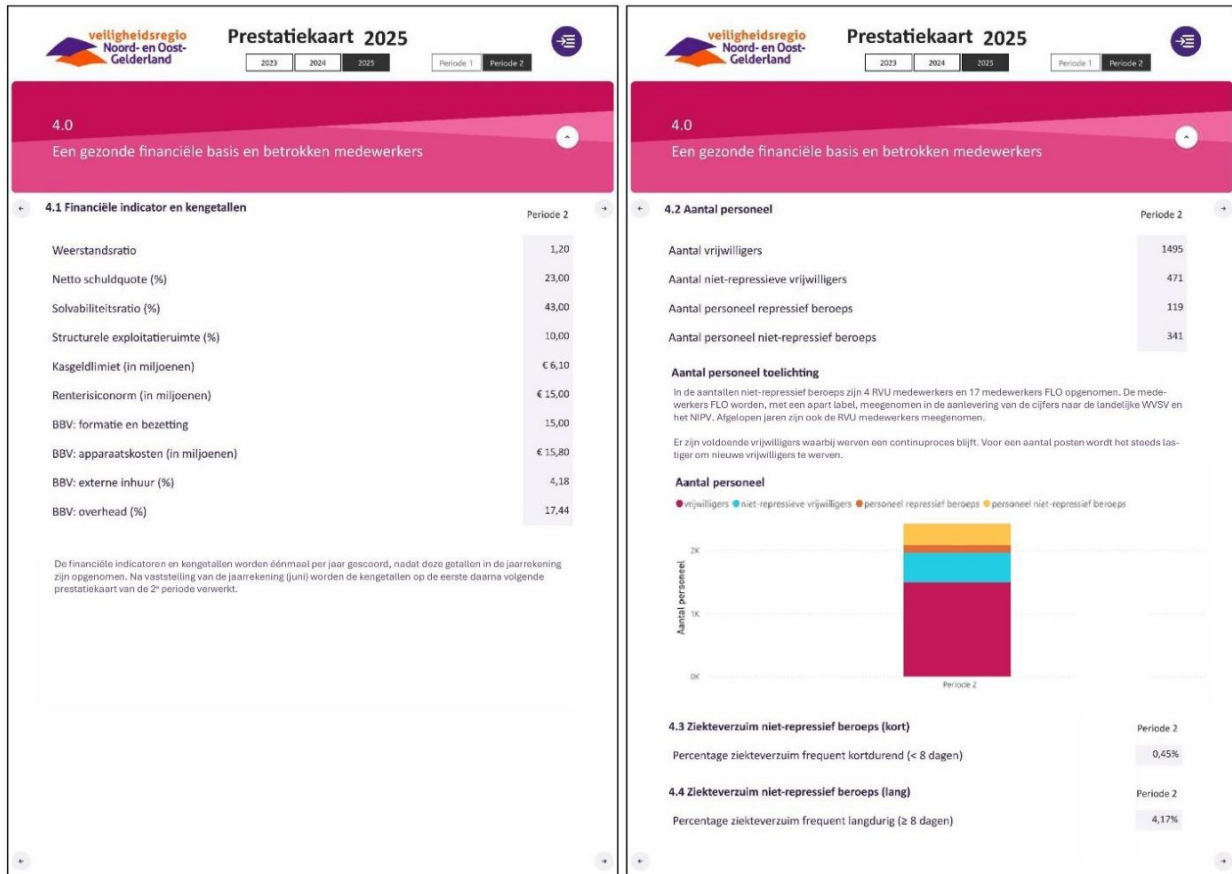 veiligheidsregio
Noord- en Oost-
Gelderland
Prestatiekaart 2025
2023 2024 2025 Periode 1 Periode 2
4.0
Een gezonde financiële basis en betrokken medewerkers
4.1 Financiële indicator en kengetallen Periode 2
Weerstandsratio 1,20
Netto schuldquote (%) 23,00
Solvabiliteitsratio (%) 43,00
Structurele exploitatieruimte (%) 10,00
Kasgeldlimiet (in miljoenen) € 6,10
Renterisiconorm (in miljoenen) € 15,00
BBV: formatie en bezetting 15,00
BBV: apparaatskosten (in miljoenen) € 15,80
BBV: externe inhuur (%) 4,18
BBV: overhead (%) 17,44
De financiële indicatoren en kengetallen worden éénmaal per jaar gescoord, nadat deze getallen in de jaarrekening
zijn opgenomen. Na vaststelling van de jaarrekening (juni) worden de kengetallen op de eerste daarna volgende
prestatiekaart van de 2e periode verwerkt.
veiligheidsregio
Noord- en Oost-
Gelderland
Prestatiekaart 2025
2023 2024 2025 Periode 1 Periode 2
4.0
Een gezonde financiële basis en betrokken medewerkers
4.2 Aantal personeel Periode 2
Aantal vrijwilligers 1495
Aantal niet-repressieve vrijwilligers 471
Aantal personeel repressief beroeps 119
Aantal personeel niet-repressief beroeps 341
Aantal personeel toelichting
In de aantallen niet-repressief beroeps zijn 4 RVU medewerkers en 17 medewerkers FLO opgenomen. De mede-
werkers FLO worden, met een apart label, meegenomen in de aanlevering van de cijfers naar de landelijke WVSV en
het NIPV. Afgelopen jaren zijn ook de RVU medewerkers meegenomen.
Er zijn voldoende vrijwilligers waarbij werven een continuproces blijft. Voor een aantal posten wordt het steeds las-
tiger om nieuwe vrijwilligers te werven.
Aantal personeel
vrijwilligers niet-repressieve vrijwilligers personeel repressief beroeps personeel niet-repressief beroeps
Aantal personeel
2K
1K
0K
Periode 2
4.3 Ziekteverzuim niet-repressief beroeps (kort) Periode 2
Percentage ziekteverzuim frequent kortdurend (< 8 dagen) 0,45%
4.4 Ziekteverzuim niet-repressief beroeps (lang) Periode 2
Percentage ziekteverzuim frequent langdurig (≥ 8 dagen) 4,17%